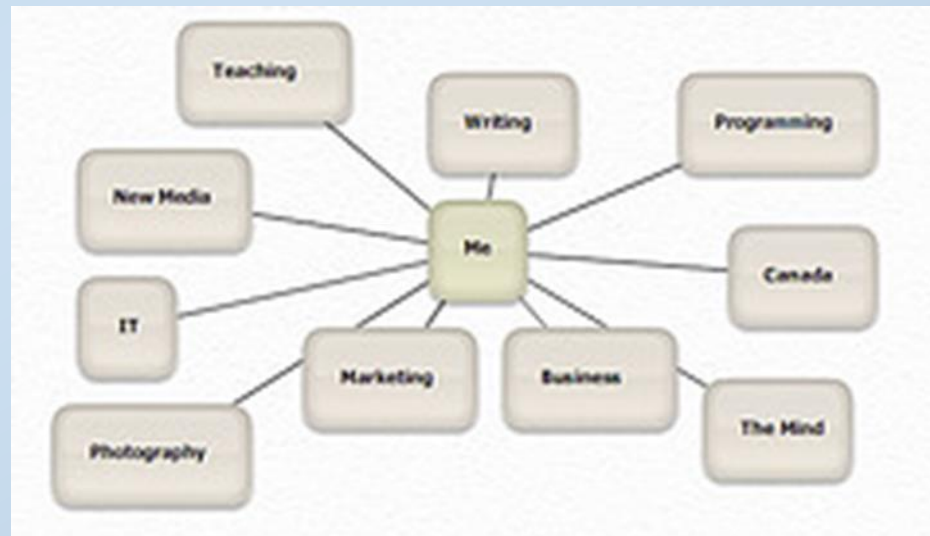 Teaching
Writing
Programming
New Media
Me
Canada
IT
Marketing
Business
The Mind
Photography